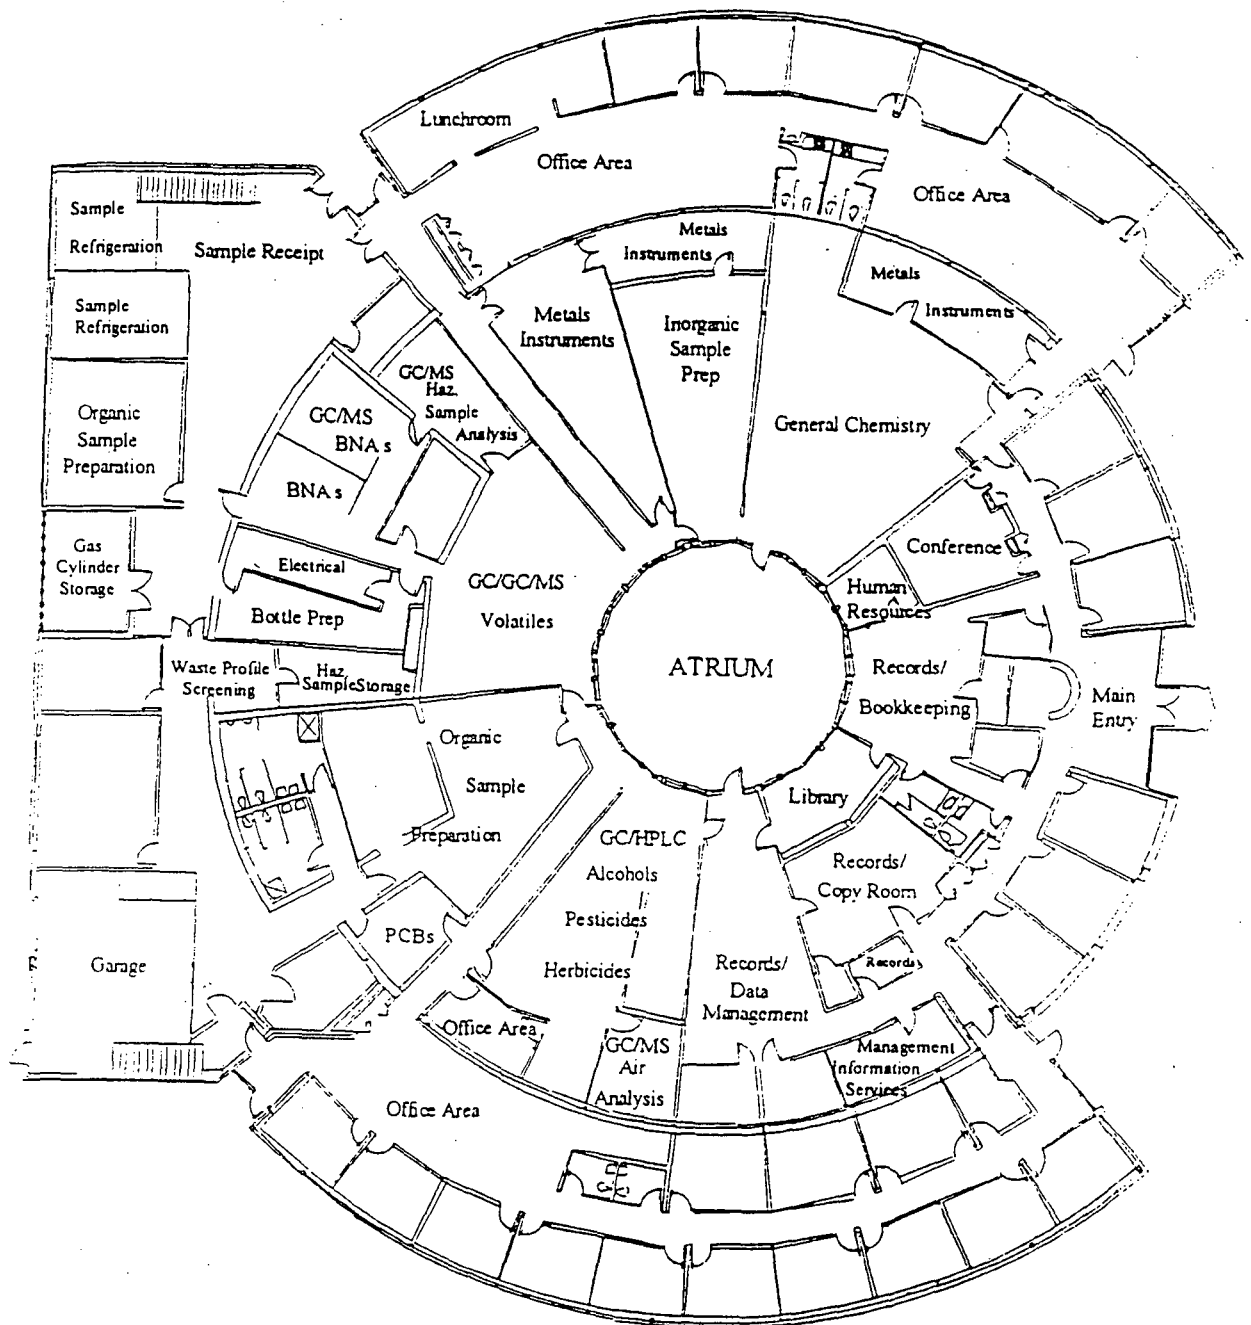 Lunchroom
Office Area
Office Area
Sample
Refrigeration
Sample Receipt
Metals
Instruments
Metals
Instruments
Sample
Refrigeration
Metals
Instruments
Inorganic
Sample
Prep
GC/MS
Haz.
Sample
Analysis
GC/MS
BNAs
BNAs
Organic
Sample
Preparation
General Chemistry
Gas
Cylinder
Storage
Electrical
Bottle Prep
GC/GC/MS
Volatiles
Conference
Human
Resources
Waste Profile
Screening
Haz
Sample Storage
ATRIUM
Records/
Bookkeeping
Main
Entry
Organic
Sample
Preparation
Library
GC/HPLC
Alcohols
Pesticides
Herbicides
Records/
Copy Room
PCBs
Garage
Records/
Data
Management
Records
Office Area
GC/MS
Air
Analysis
Management
Information
Services
Office Area